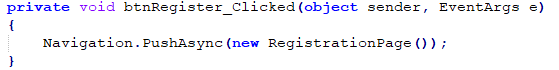 private void btnRegister_Clicked(object sender, EventArgs e)
{
    Navigation.PushAsync(new RegistrationPage());
}